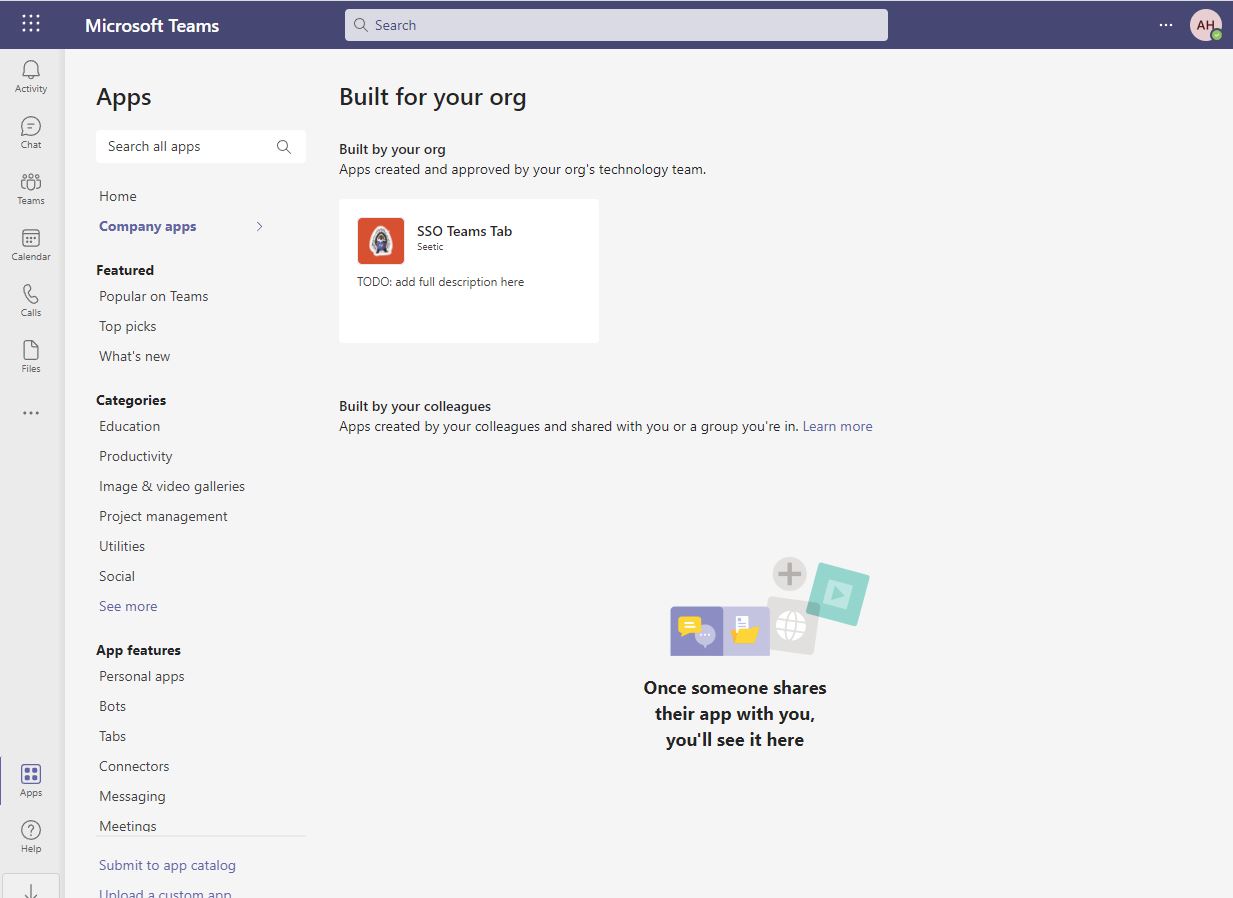 Microsoft Teams
Search
AH
Activity
Chat
Teams
Calendar
Calls
Files
Apps
Help
Apps
Search all apps
Home
Company apps
Featured
Popular on Teams
Top picks
What's new
Categories
Education
Productivity
Image & video galleries
Project management
Utilities
Social
See more
App features
Personal apps
Bots
Tabs
Connectors
Messaging
Meetings
Submit to app catalog
Upload a custom app
Built for your org
Built by your org
Apps created and approved by your org's technology team.
SSO Teams Tab
Seetic
TODO: add full description here
Built by your colleagues
Apps created by your colleagues and shared with you or a group you're in. Learn more
Once someone shares
their app with you,
you'll see it here